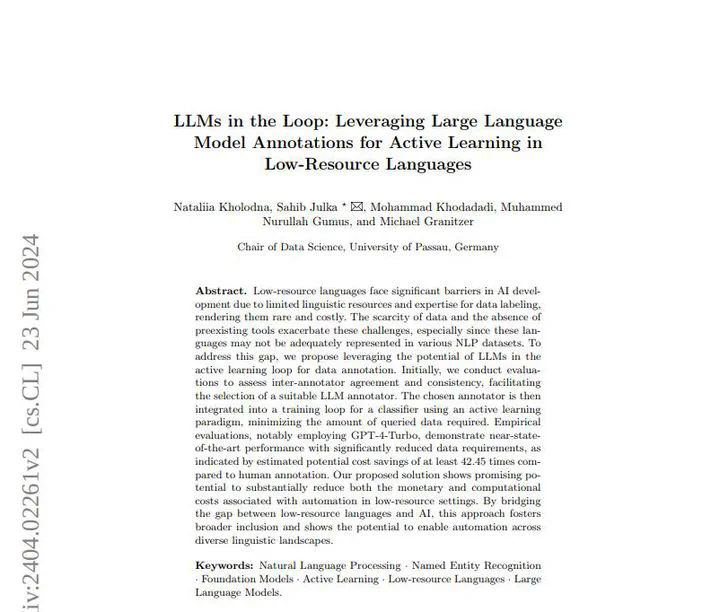 LLMs in the Loop: Leveraging Large Language
Model Annotations for Active Learning in
Low-Resource Languages
Nataliia Kholodna, Sahib Julka * ✉, Mohammad Khodadadi, Muhammed
Nurullah Gumus, and Michael Granitzer
Chair of Data Science, University of Passau, Germany
Abstract. Low-resource languages face significant barriers in AI devel-
opment due to limited linguistic resources and expertise for data labeling,
rendering them rare and costly. The scarcity of data and the absence of
preexisting tools exacerbate these challenges, especially since these lan-
guages may not be adequately represented in various NLP datasets. To
address this gap, we propose leveraging the potential of LLMs in the
active learning loop for data annotation. Initially, we conduct evalua-
tions to assess inter-annotator agreement and consistency, facilitating
the selection of a suitable LLM annotator. The chosen annotator is then
integrated into a training loop for a classifier using an active learning
paradigm, minimizing the amount of queried data required. Empirical
evaluations, notably employing GPT-4-Turbo, demonstrate near-state-
of-the-art performance with significantly reduced data requirements, as
indicated by estimated potential cost savings of at least 42.45 times com-
pared to human annotation. Our proposed solution shows promising po-
tential to substantially reduce both the monetary and computational
costs associated with automation in low-resource settings. By bridging
the gap between low-resource languages and AI, this approach fosters
broader inclusion and shows the potential to enable automation across
diverse linguistic landscapes.
Keywords: Natural Language Processing · Named Entity Recognition
· Foundation Models · Active Learning · Low-resource Languages · Large
Language Models.
iv:2404.02261v2 [cs.CL] 23 Jun 2024